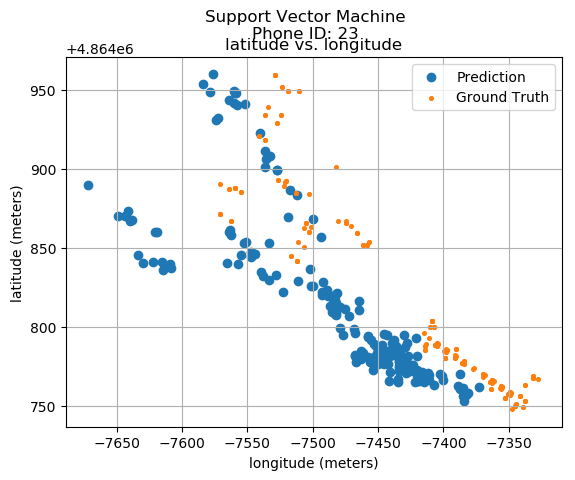 Support Vector Machine
Phone ID: 23
latitude vs. longitude
+4.864e6
Prediction
Ground Truth
950
900
850
800
750
latitude (meters)
−7650 −7600 −7550 −7500 −7450 −7400 −7350
longitude (meters)